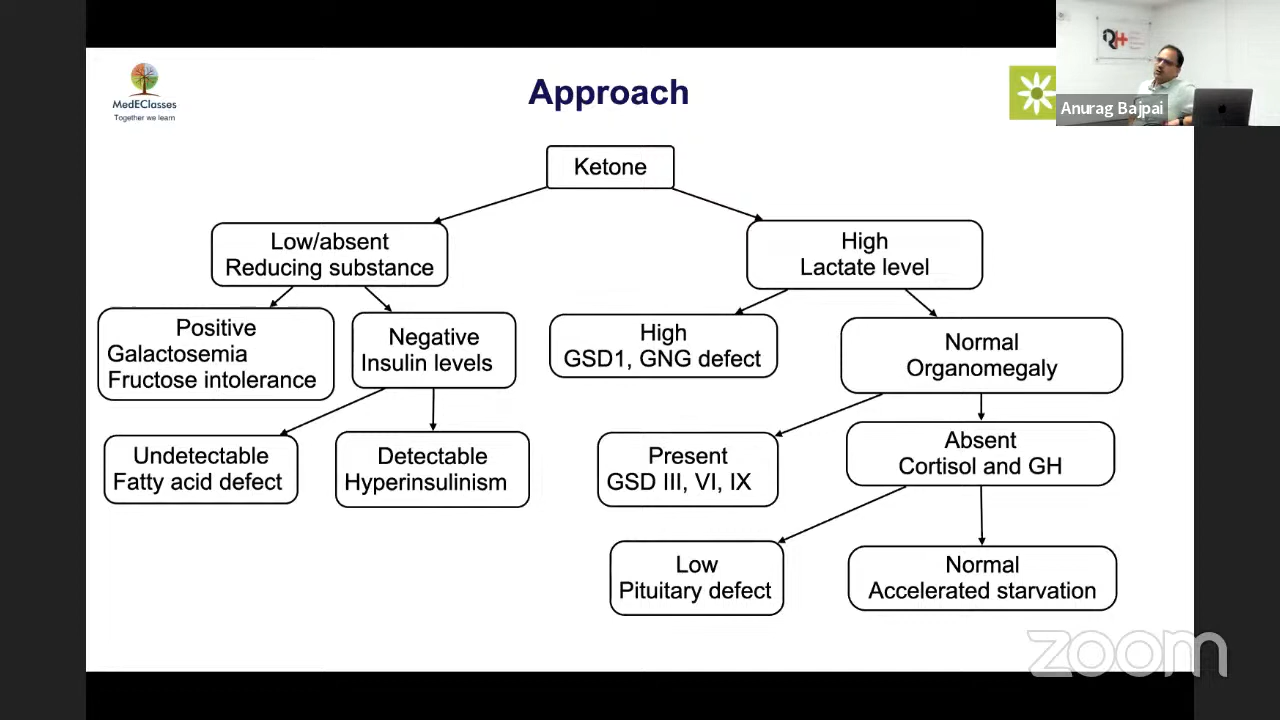 MedEClasses
Together we learn
Approach
Anurag Bajpai
Ketone
Low/absent
Reducing substance
High
Lactate level
Positive
Galactosemia
Fructose intolerance
Negative
Insulin levels
High
GSD1, GNG defect
Normal
Organomegaly
Undetectable
Fatty acid defect
Detectable
Hyperinsulinism
Present
GSD III, VI, IX
Absent
Cortisol and GH
Low
Pituitary defect
Normal
Accelerated starvation
zoom